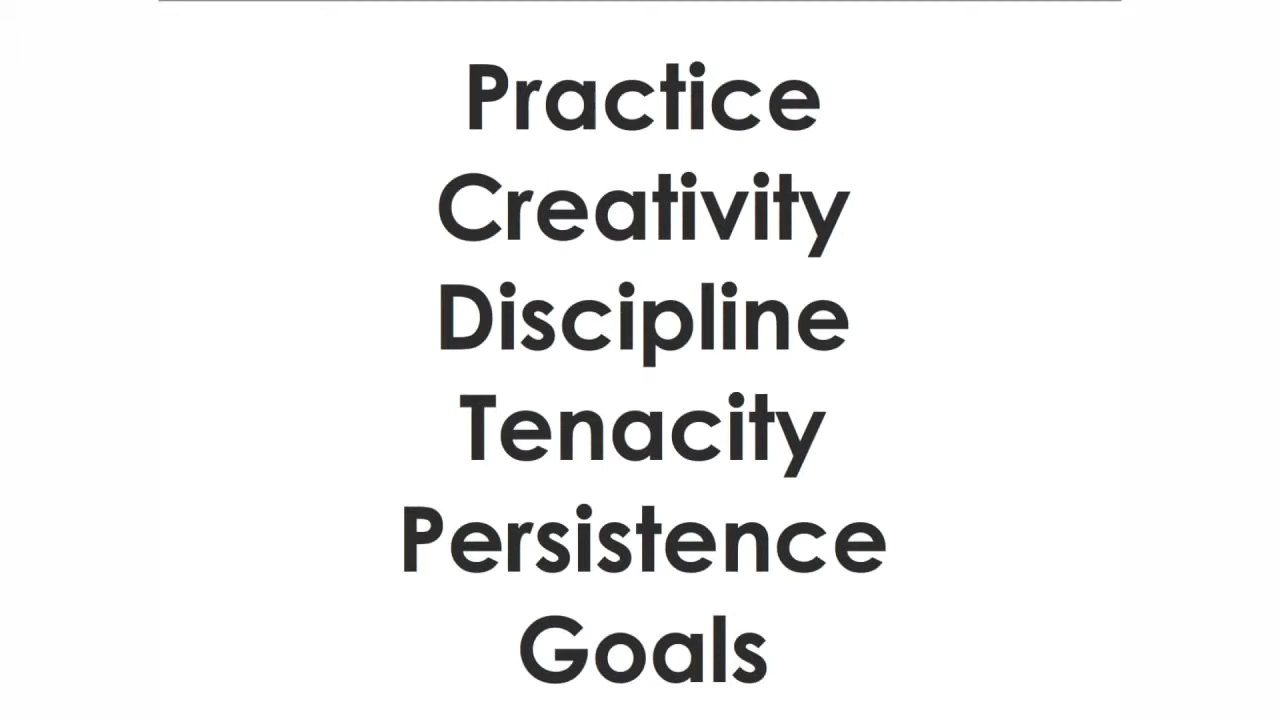 Practice
Creativity
Discipline
Tenacity
Persistence
Goals